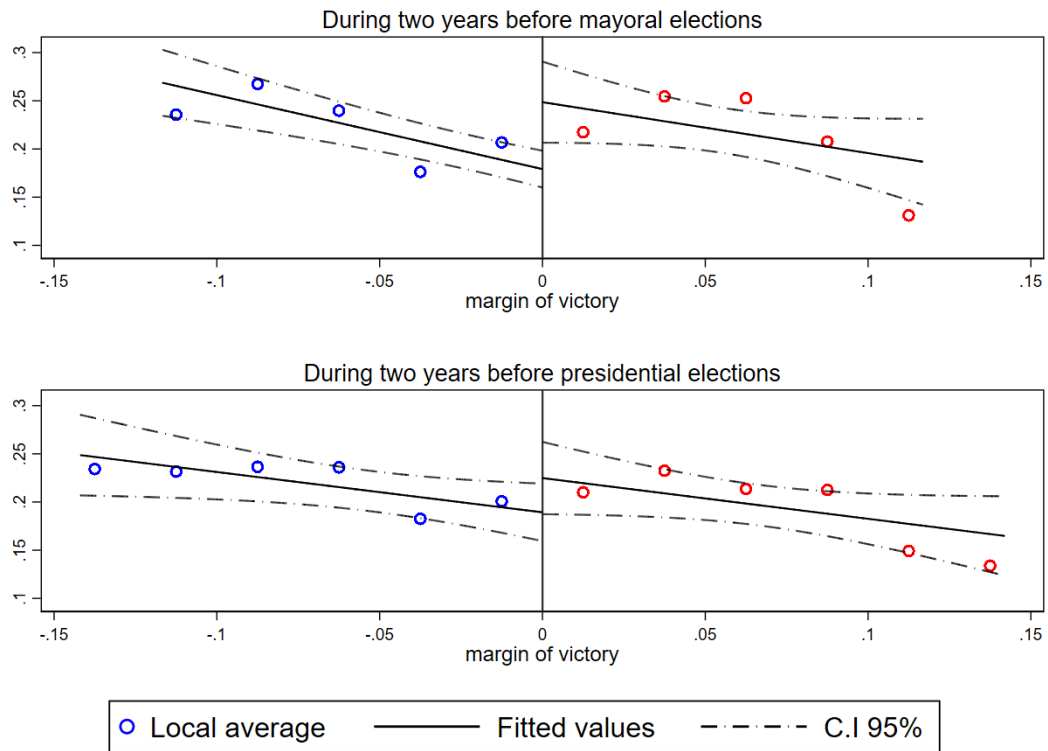 During two years before mayoral elections
.3
.25
.2
.15
.1
-.15 -.1 -.05 0 .05 .1 .15
margin of victory
During two years before presidential elections
.3
.25
.2
.15
.1
-.15 -.1 -.05 0 .05 .1 .15
margin of victory
Local average Fitted values C.I 95%